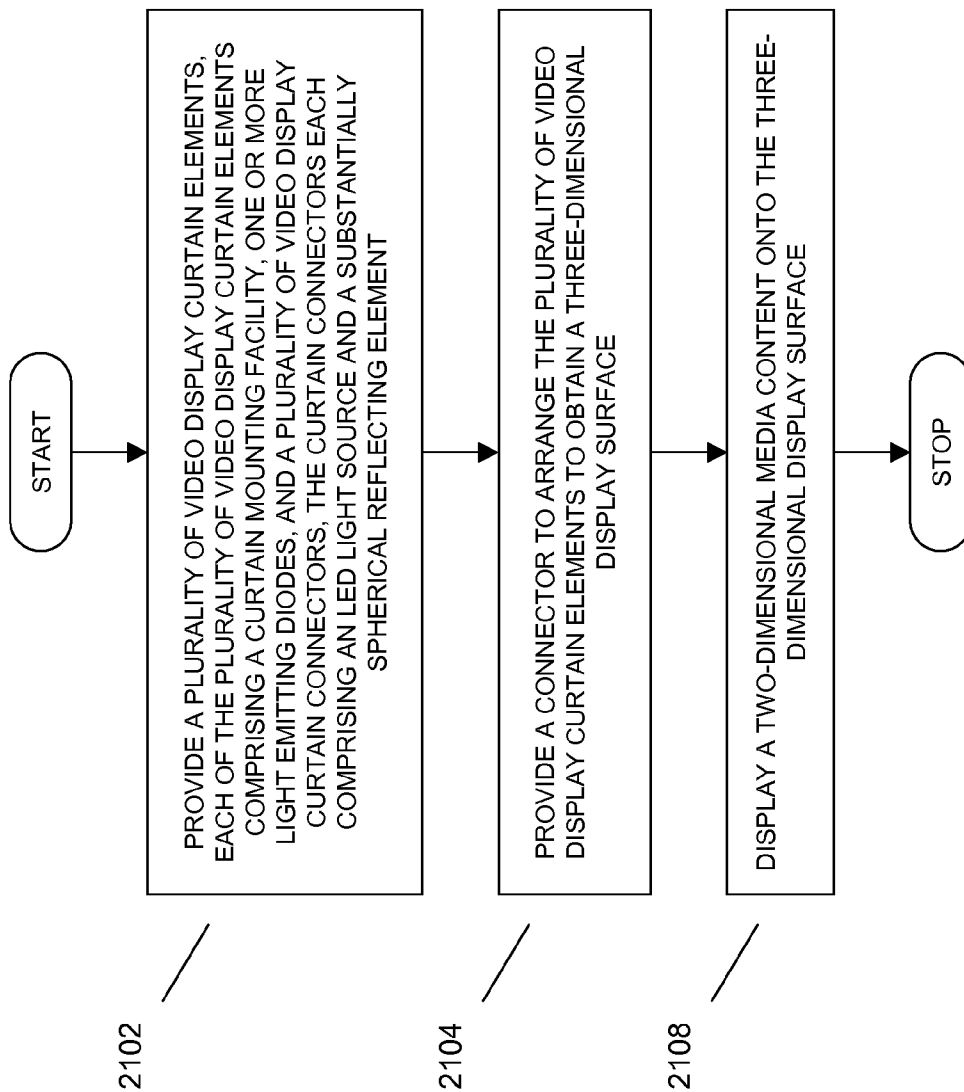 START
2102
PROVIDE A PLURALITY OF VIDEO DISPLAY CURTAIN ELEMENTS,
EACH OF THE PLURALITY OF VIDEO DISPLAY CURTAIN ELEMENTS
COMPRISING A CURTAIN MOUNTING FACILITY, ONE OR MORE
LIGHT EMITTING DIODES, AND A PLURALITY OF VIDEO DISPLAY
CURTAIN CONNECTORS, THE CURTAIN CONNECTORS EACH
COMPRISING AN LED LIGHT SOURCE AND A SUBSTANTIALLY
SPHERICAL REFLECTING ELEMENT
2104
PROVIDE A CONNECTOR TO ARRANGE THE PLURALITY OF VIDEO
DISPLAY CURTAIN ELEMENTS TO OBTAIN A THREE-DIMENSIONAL
DISPLAY SURFACE
2108
DISPLAY A TWO-DIMENSIONAL MEDIA CONTENT ONTO THE THREE-
DIMENSIONAL DISPLAY SURFACE
STOP